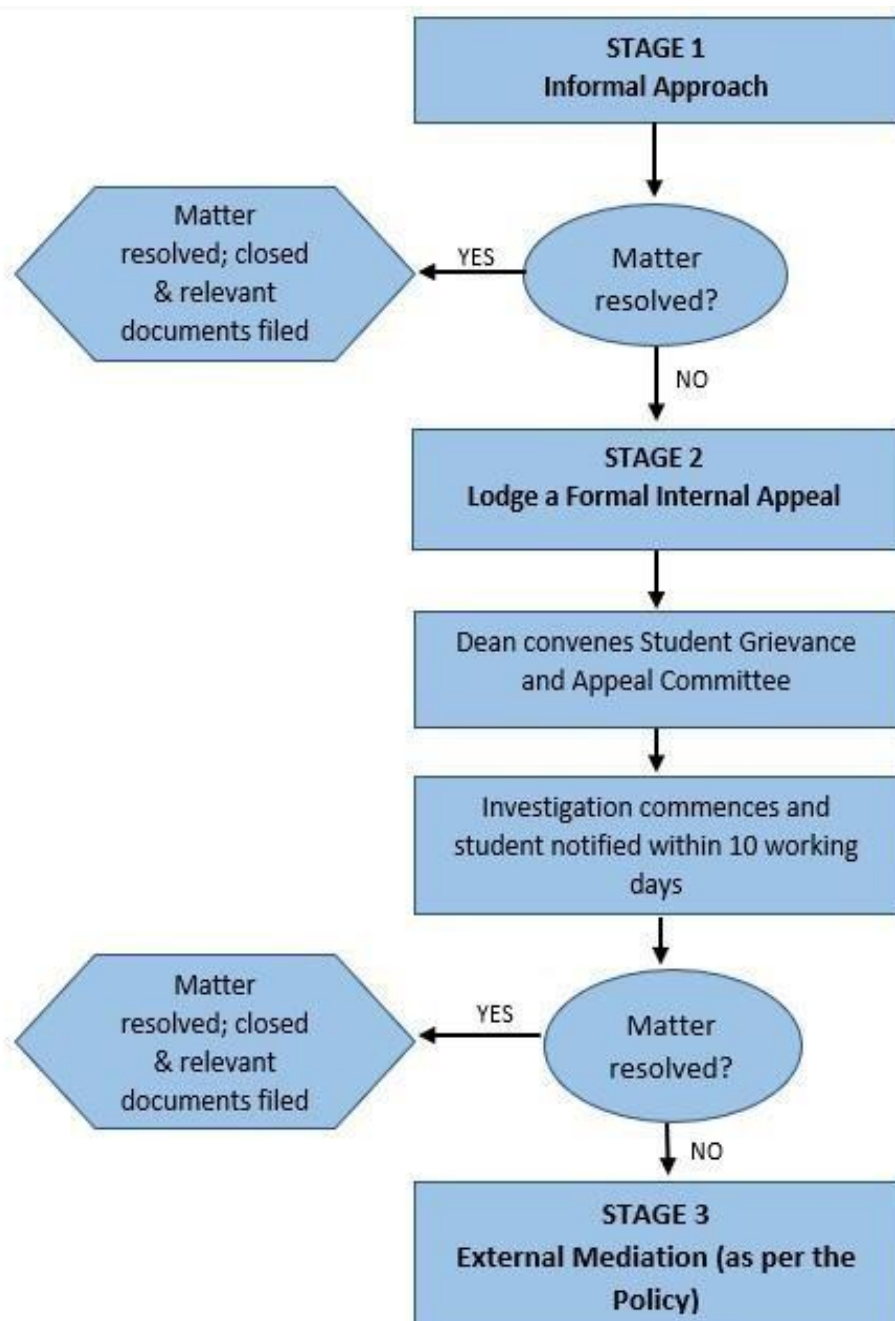 STAGE 1
Informal Approach
Matter
resolved?
YES
Matter
resolved; closed
& relevant
documents filed
NO
STAGE 2
Lodge a Formal Internal Appeal
Dean convenes Student Grievance
and Appeal Committee
Investigation commences and
student notified within 10 working
days
Matter
resolved?
YES
Matter
resolved; closed
& relevant
documents filed
NO
STAGE 3
External Mediation (as per the
Policy)